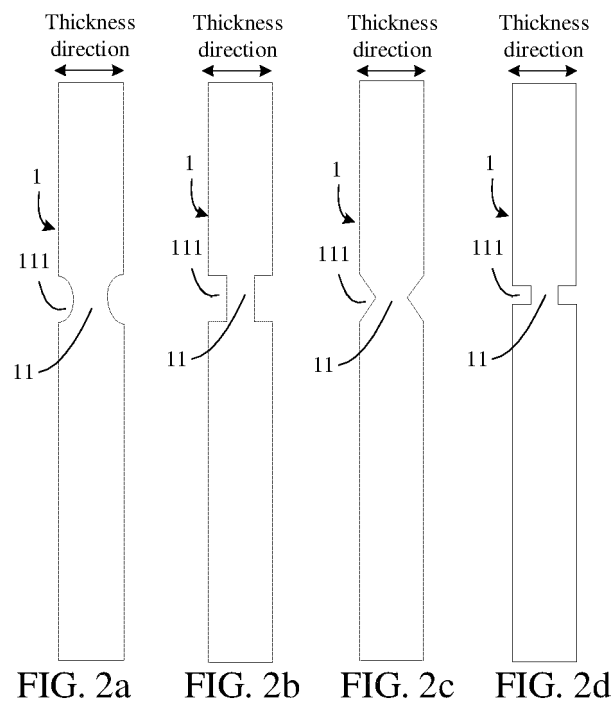 Thickness direction
Thickness direction
Thickness direction
Thickness direction
1
1
1
1
111
111
111
111
11
11
11
11
FIG. 2a
FIG. 2b
FIG. 2c
FIG. 2d